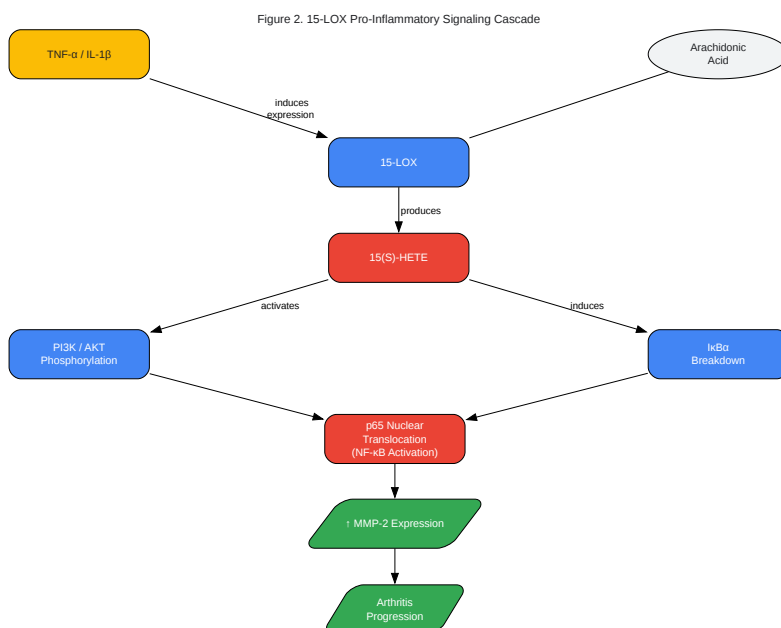 Figure 2. 15-LOX Pro-Inflammatory Signaling Cascade
TNF-α / IL-1β
Arachidonic
Acid
induces
expression
15-LOX
produces
15(S)-HETE
activates
induces
PI3K / AKT
Phosphorylation
IκBα
Breakdown
p65 Nuclear
Translocation
(NF-κB Activation)
↑ MMP-2 Expression
Arthritis
Progression